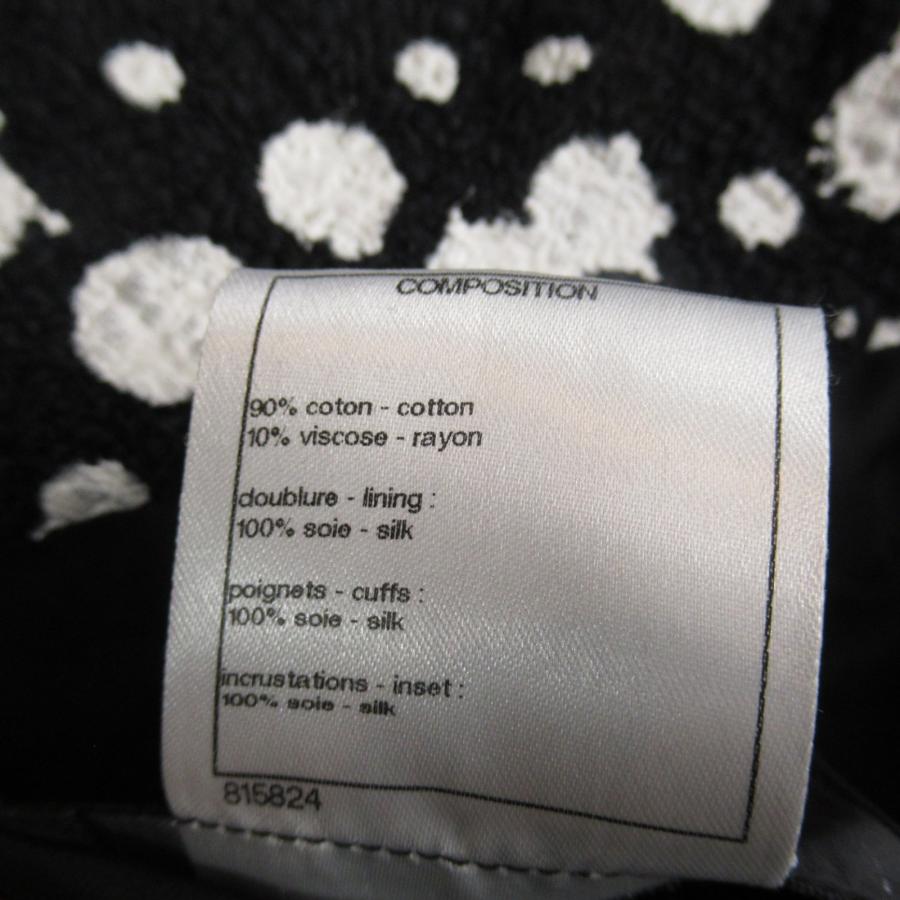 COMPOSITION
90% coton - cotton
10% viscose - rayon
doublure - lining :
100% soie - silk
poignets - cuffs :
100% soie - silk
incrustations - inset :
100% soie - silk
815824